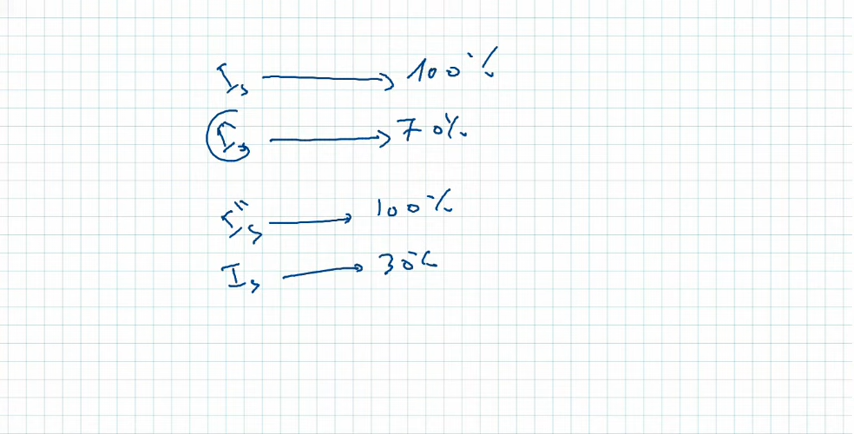 Is → 100%
Is → 70%
I"s → 100%
Is → 30%